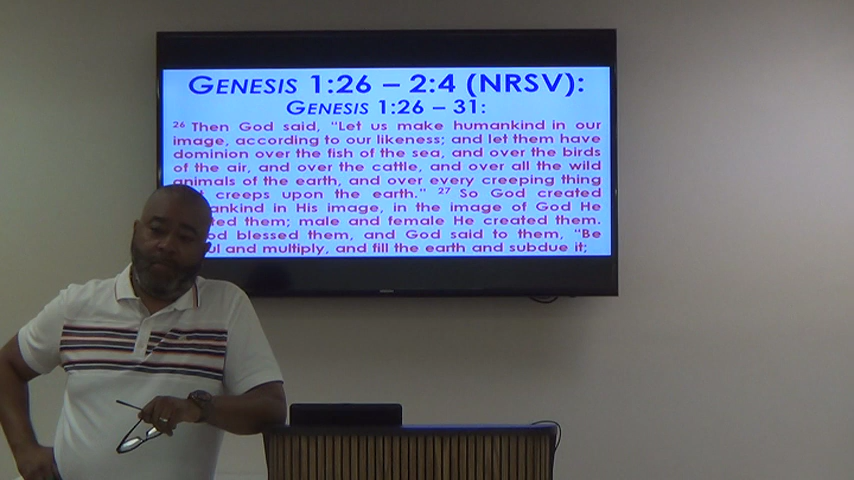 GENESIS 1:26 – 2:4 (NRSV):
GENESIS 1:26 – 31:
26 Then God said, "Let us make humankind in our
image, according to our likeness; and let them have
dominion over the fish of the sea, and over the birds
of the air, and over the cattle, and over all the wild
animals of the earth, and over every creeping thing
creeps upon the earth." 27 So God created
in His image, in the image of God He
them; male and female He created them.
blessed them, and God said to them, "Be
and multiply, and fill the earth and subdue it;